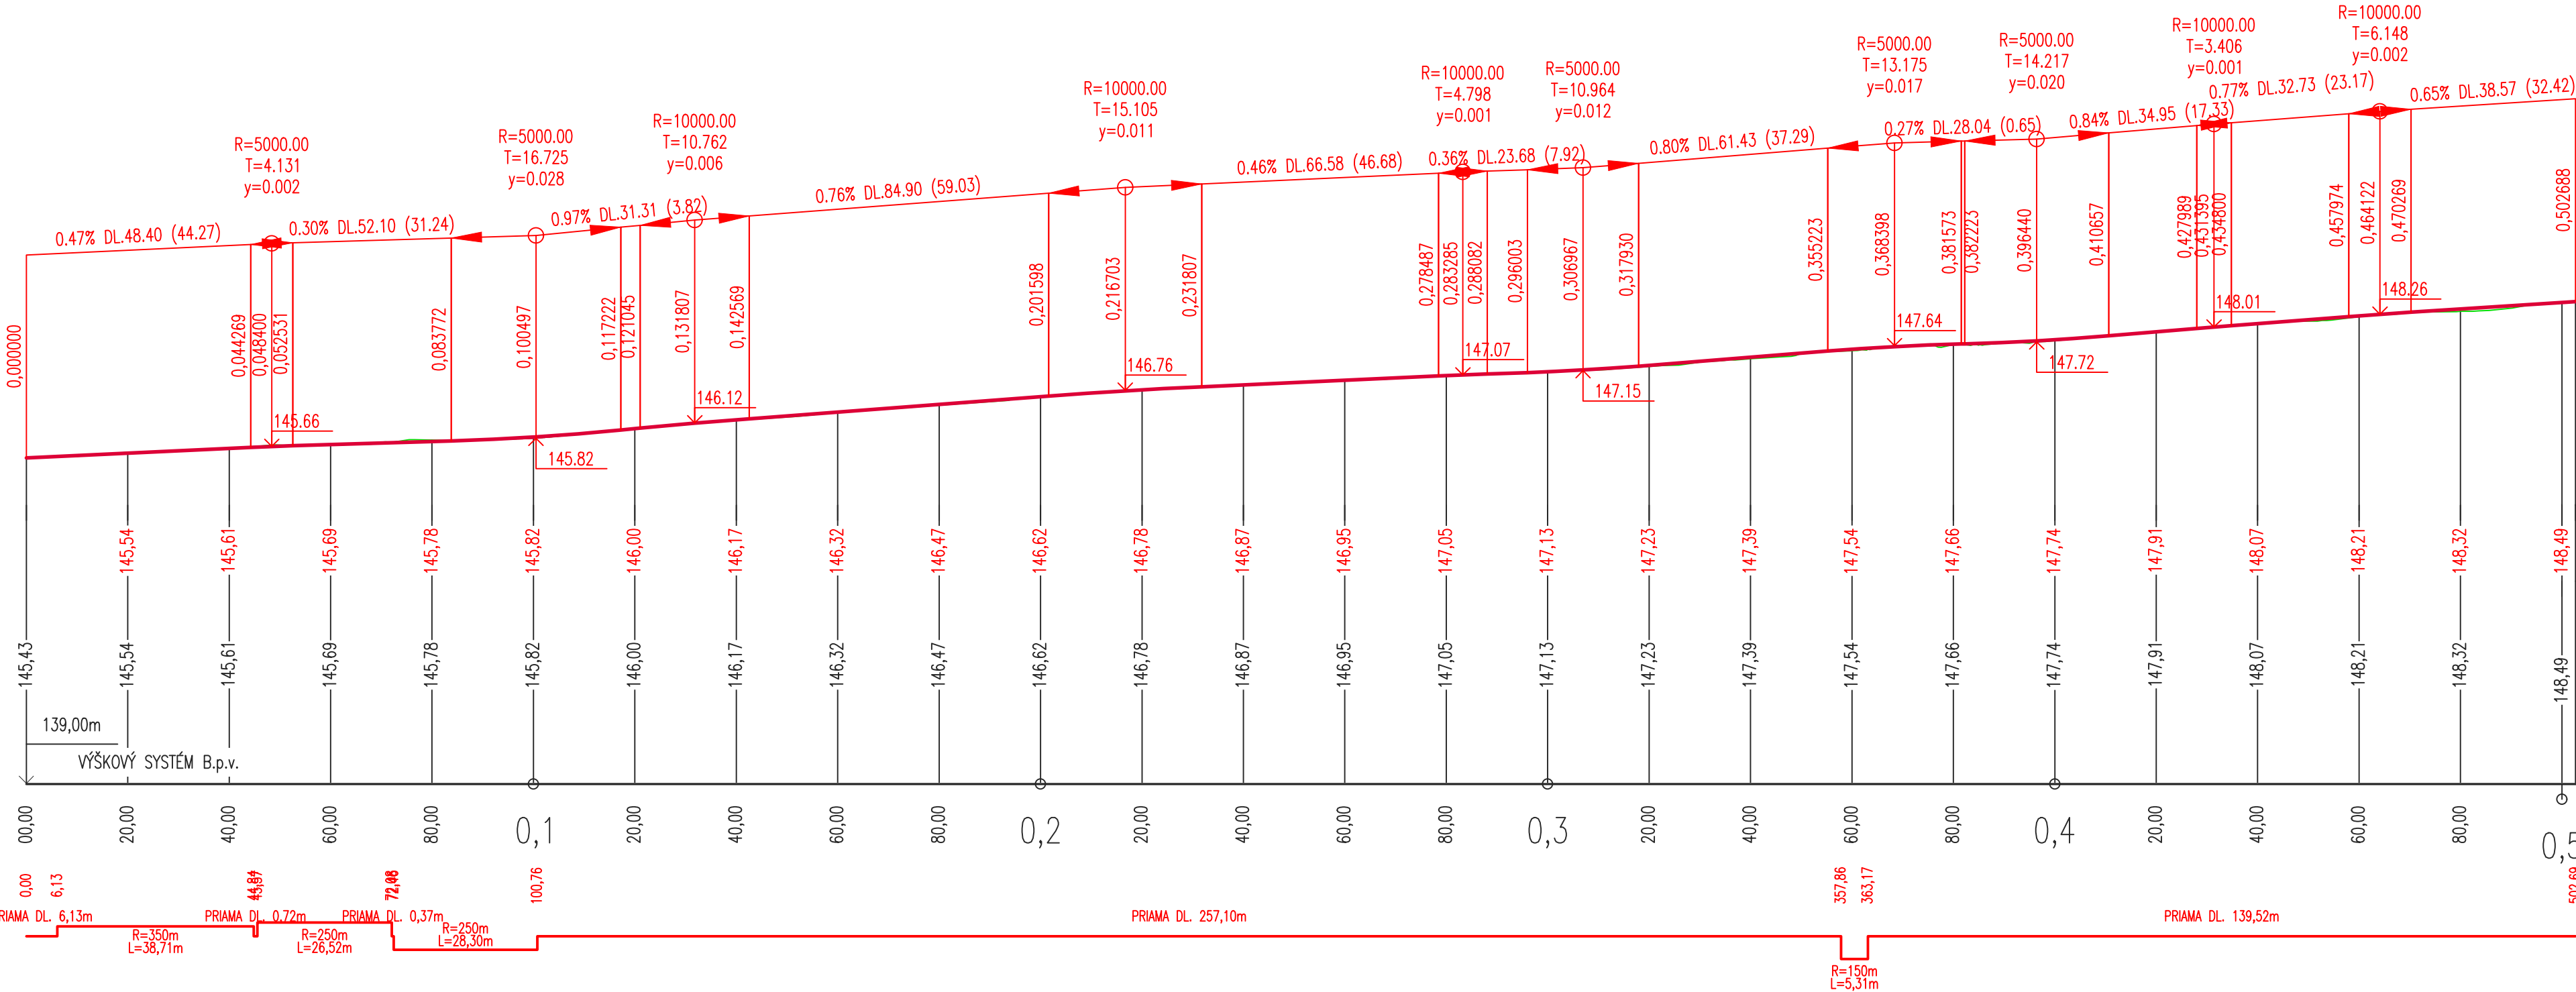 R=5000.00
T=4.131
y=0.002
R=5000.00
T=16.725
y=0.028
R=10000.00
T=10.762
y=0.006
R=10000.00
T=15.105
y=0.011
R=10000.00
T=4.798
y=0.001
R=5000.00
T=10.964
y=0.012
R=5000.00
T=13.175
y=0.017
R=5000.00
T=14.217
y=0.020
R=10000.00
T=3.406
y=0.001
R=10000.00
T=6.148
y=0.002
0.47% DL.48.40 (44.27)
0.30% DL.52.10 (31.24)
0.97% DL.31.31 (3.82)
0.76% DL.84.90 (59.03)
0.46% DL.66.58 (46.68)
0.36% DL.23.68 (7.92)
0.80% DL.61.43 (37.29)
0.27% DL.28.04 (0.65)
0.84% DL.34.95 (17.33)
0.77% DL.32.73 (23.17)
0.65% DL.38.57 (32.42)
0,000000
0,044269
0,048400
0,052531
0,083772
0,100497
0,117222
0,121045
0,131807
0,142569
0,201598
0,216703
0,231807
0,278487
0,283285
0,288082
0,296003
0,306967
0,317930
0,355223
0,368398
0,381573
0,382223
0,396440
0,410657
0,427989
0,431395
0,434800
0,457974
0,464122
0,470269
0,502688
145.66
145.82
146.12
146.76
147.07
147.15
147.64
147.72
148.01
148.26
145,54
145,61
145,69
145,78
145,82
146,00
146,17
146,32
146,47
146,62
146,78
146,87
146,95
147,05
147,13
147,23
147,39
147,54
147,66
147,74
147,91
148,07
148,21
148,32
148,49
145,43
145,54
145,61
145,69
145,78
145,82
146,00
146,17
146,32
146,47
146,62
146,78
146,87
146,95
147,05
147,13
147,23
147,39
147,54
147,66
147,74
147,91
148,07
148,21
148,32
148,49
139,00m
VÝŠKOVÝ SYSTÉM B.p.v.
00,00
20,00
40,00
60,00
80,00
0,1
20,00
40,00
60,00
80,00
0,2
20,00
40,00
60,00
80,00
0,3
20,00
40,00
60,00
80,00
0,4
20,00
40,00
60,00
80,00
0,5
0,00
6,13
44,84
100,76
357,86
363,17
502,69
RIAMA DL. 6,13m
PRIAMA DL. 0,72m
PRIAMA DL. 0,37m
PRIAMA DL. 257,10m
PRIAMA DL. 139,52m
R=350m
L=38,71m
R=250m
L=26,52m
R=250m
L=28,30m
R=150m
L=5,31m